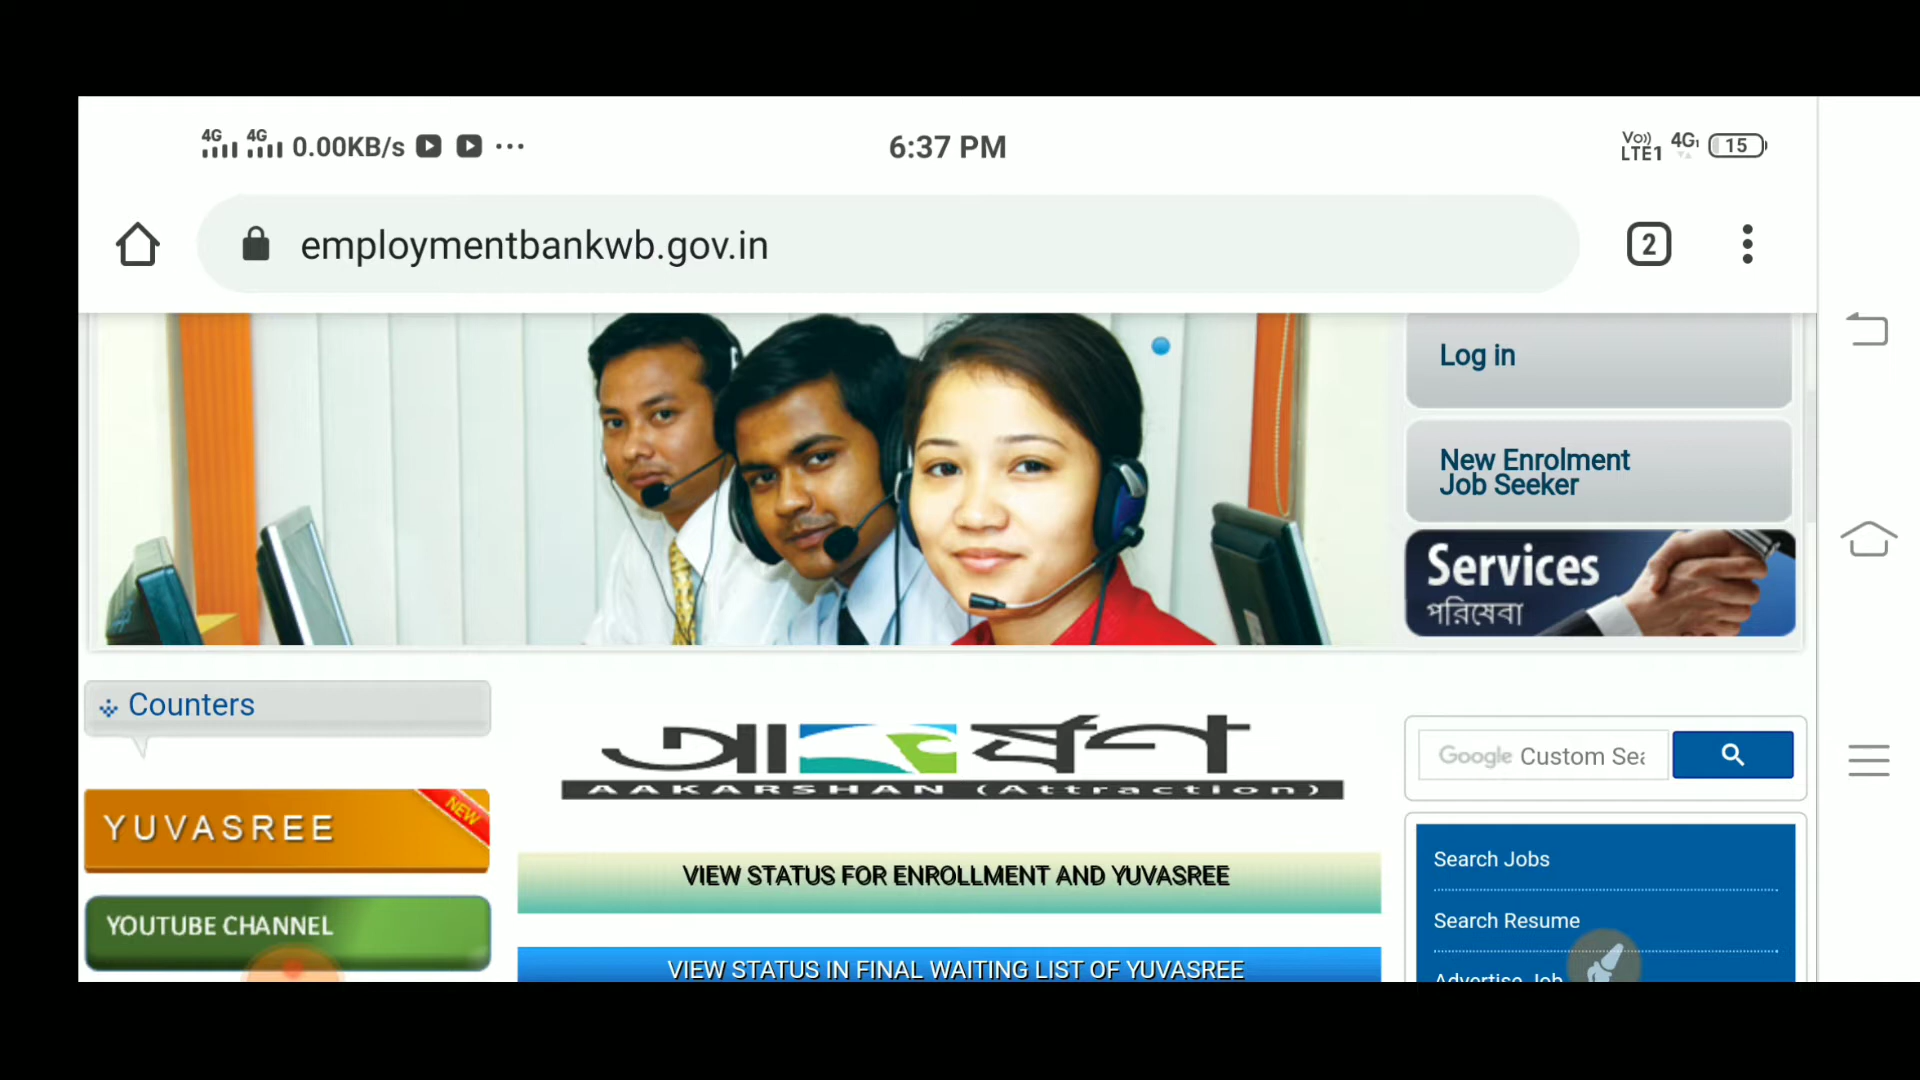 4G 4G 0.00KB/s ...
6:37 PM
Vo)) LTE1 4G 15
employmentbankwb.gov.in
2
Log in
New Enrolment
Job Seeker
Services
পরিষেবা
Counters
YUVASREE
NEW
YOUTUBE CHANNEL
AAKARSHAN (Attraction)
VIEW STATUS FOR ENROLLMENT AND YUVASREE
VIEW STATUS IN FINAL WAITING LIST OF YUVASREE
Google Custom Sea
Search Jobs
Search Resume
Advertise Job